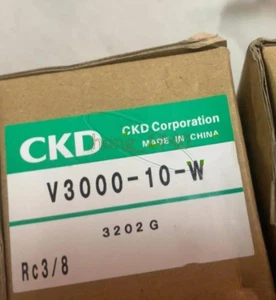 CKD
CKD Corporation
MADE IN CHINA
V3000-10-W
3202G
Rc3/8